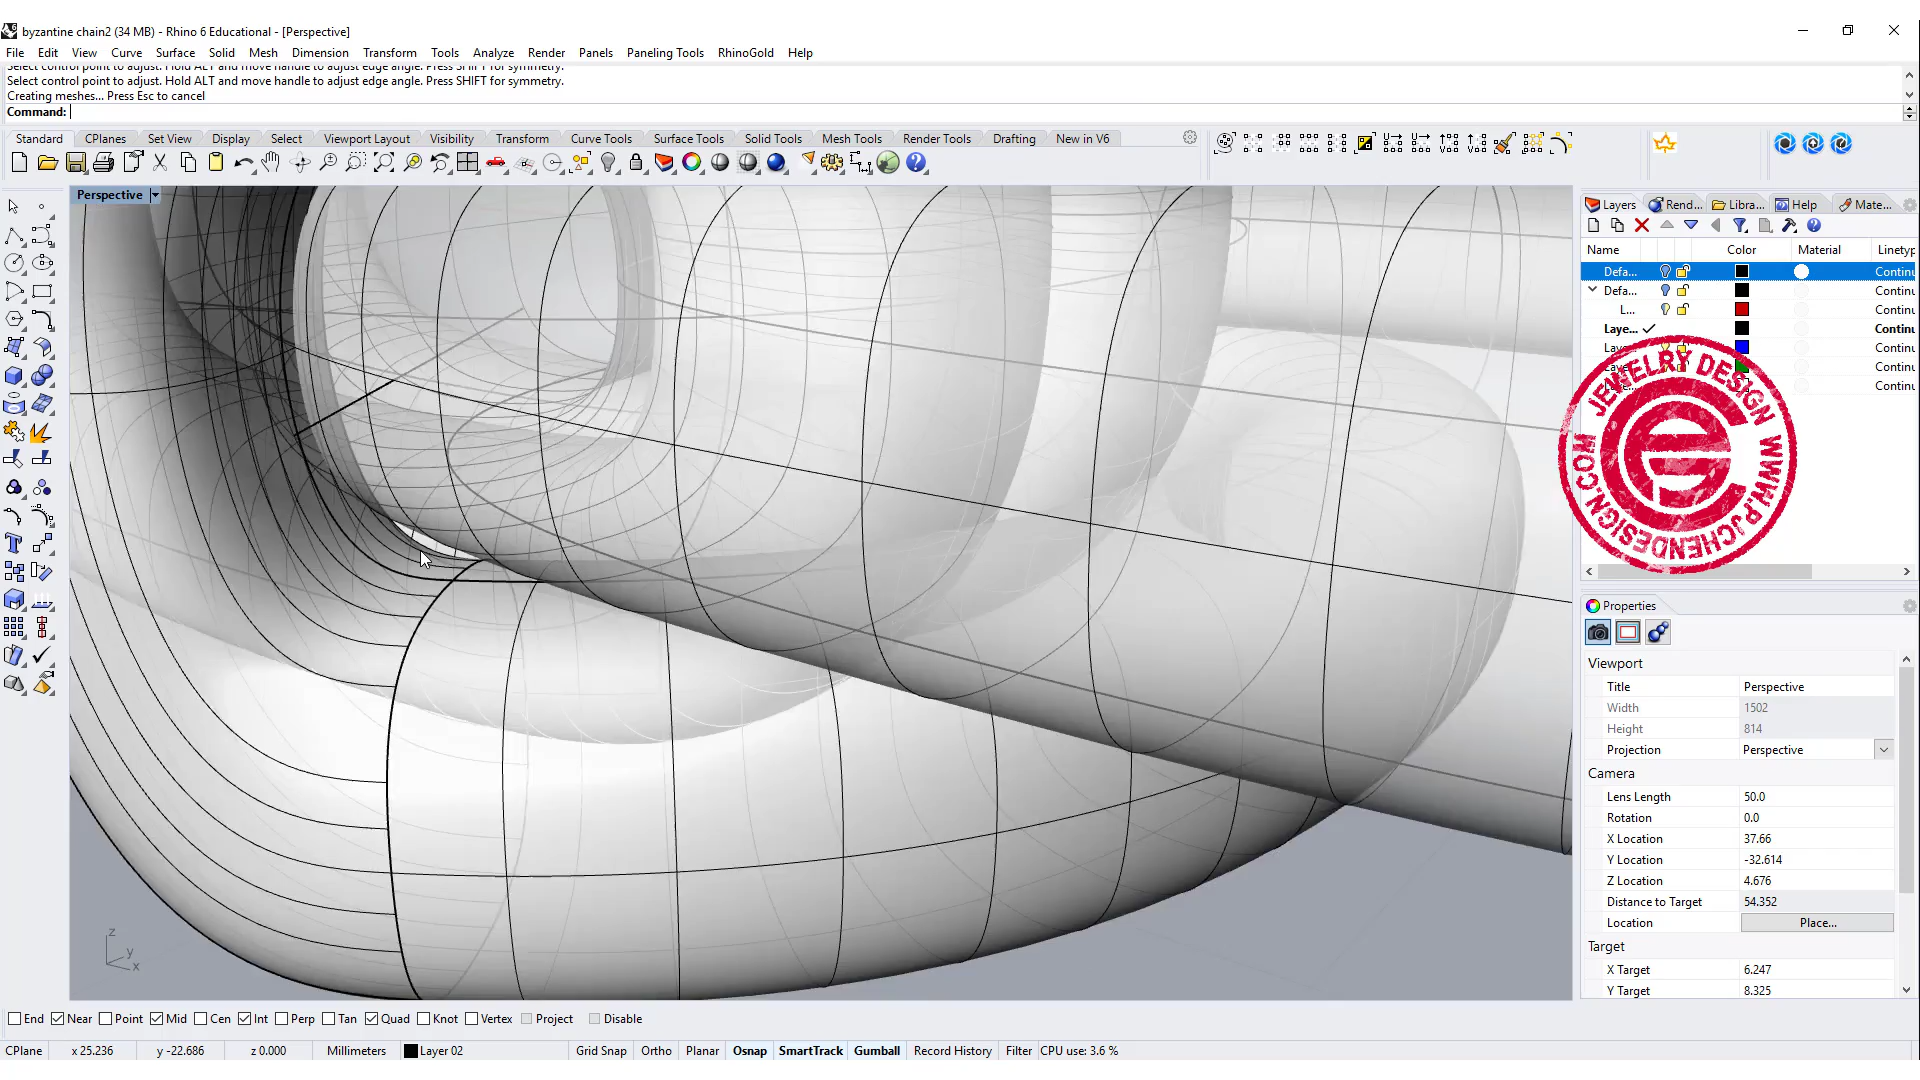 byzantine chain2 (34 MB) - Rhino 6 Educational - [Perspective]
File Edit View Curve Surface Solid Mesh Dimension Transform Tools Analyze Render Panels Paneling Tools RhinoGold Help
Select control point to adjust. Hold ALT and move handle to adjust edge angle. Press SHIFT for symmetry.
Select control point to adjust. Hold ALT and move handle to adjust edge angle. Press SHIFT for symmetry.
Creating meshes... Press Esc to cancel
Command:
Standard CPlanes Set View Display Select Viewport Layout Visibility Transform Curve Tools Surface Tools Solid Tools Mesh Tools Render Tools Drafting New in V6
Perspective
Layers Rend... Libra... Help Mate...
Name Color Material Linetyp
Defa... Continu
Defa... Continu
L... Continu
Laye... Continu
Laye... Continu
Laye... Continu
Continu
JEWELRY DESIGN WWW.PJCHENDESIGN.COM
Properties
Viewport
Title Perspective
Width 1502
Height 814
Projection Perspective
Camera
Lens Length 50.0
Rotation 0.0
X Location 37.66
Y Location -32.614
Z Location 4.676
Distance to Target 54.352
Location Place...
Target
X Target 6.247
Y Target 8.325
z
y
x
End Near Point Mid Cen Int Perp Tan Quad Knot Vertex Project Disable
CPlane x 25.236 y -22.686 z 0.000 Millimeters Layer 02 Grid Snap Ortho Planar Osnap SmartTrack Gumball Record History Filter CPU use: 3.6 %